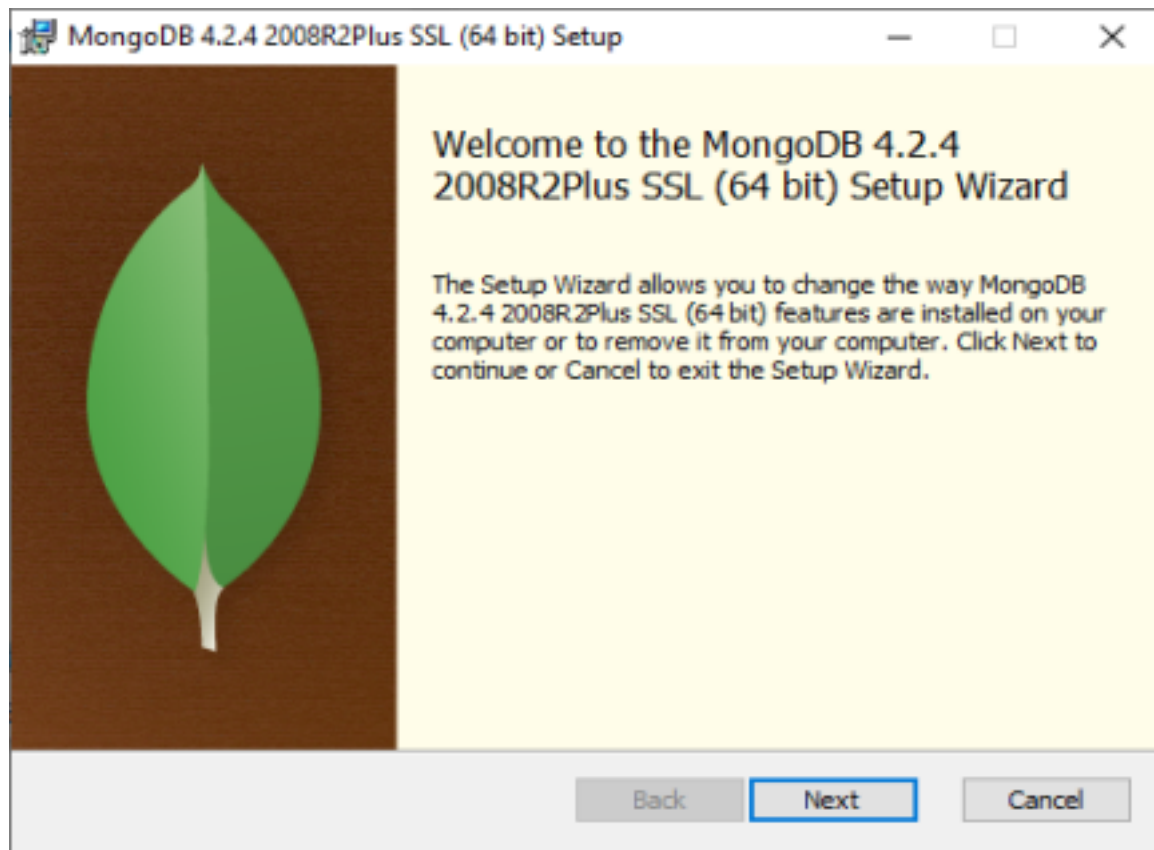 MongoDB 4.2.4 2008R2Plus SSL (64 bit) Setup
Welcome to the MongoDB 4.2.4
2008R2Plus SSL (64 bit) Setup Wizard
The Setup Wizard allows you to change the way MongoDB
4.2.4 2008R2Plus SSL (64 bit) features are installed on your
computer or to remove it from your computer. Click Next to
continue or Cancel to exit the Setup Wizard.
Back Next Cancel